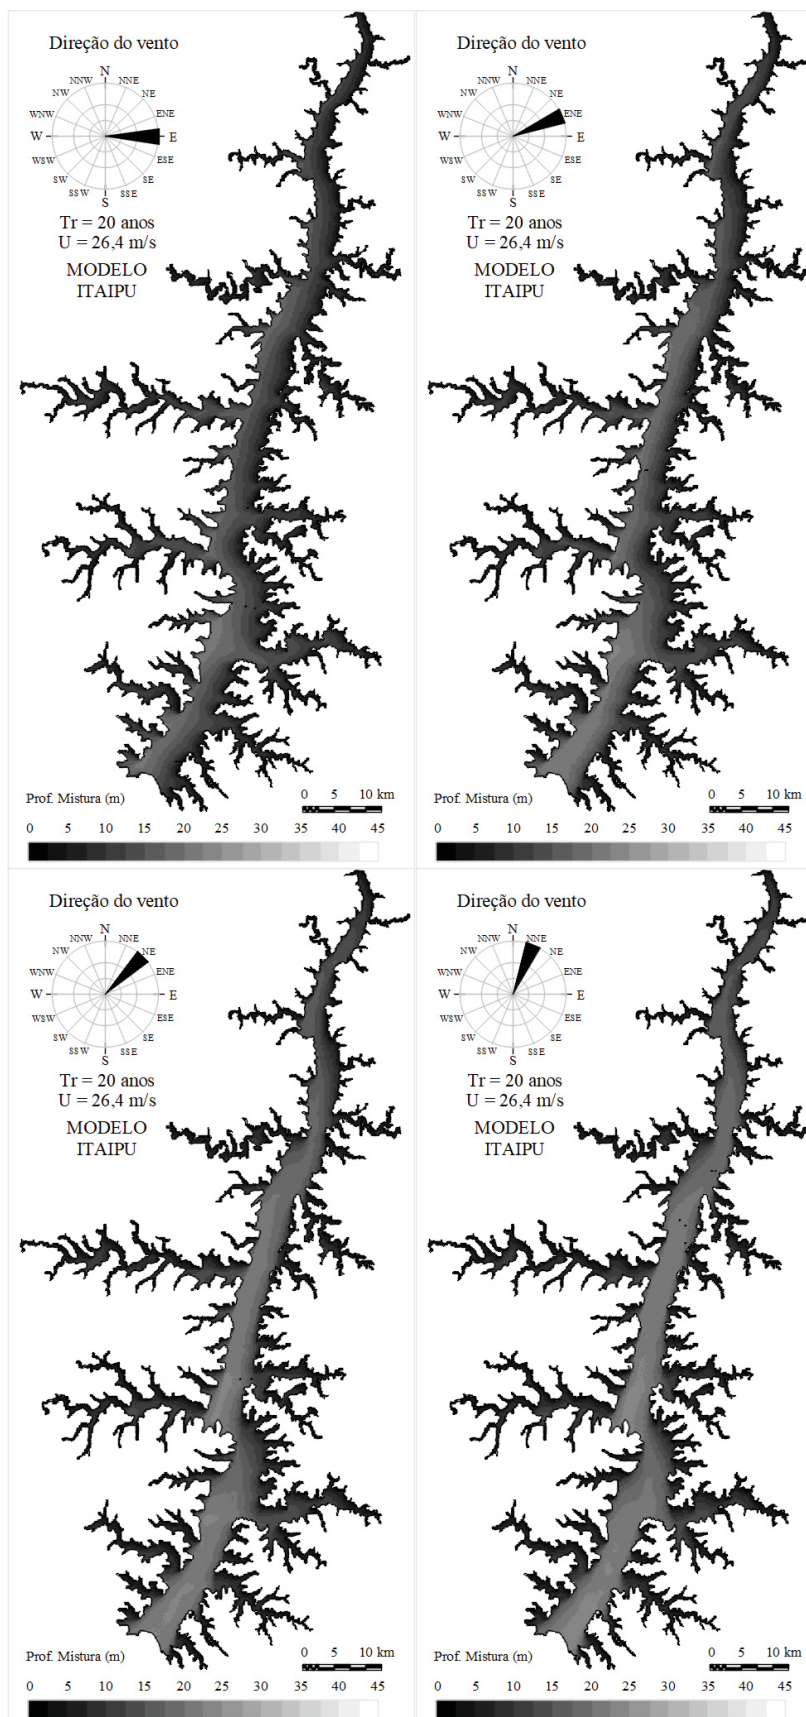 Direção do vento
N
NNW NNE
NW NE
WNW ENE
W E
WSW ESE
SW SE
SSW SSE
S
Tr = 20 anos
U = 26,4 m/s
MODELO
ITAIPU
Prof. Mistura (m)
0 5 10 km
0 5 10 15 20 25 30 35 40 45
Direção do vento
N
NNW NNE
NW NE
WNW ENE
W E
WSW ESE
SW SE
SSW SSE
S
Tr = 20 anos
U = 26,4 m/s
MODELO
ITAIPU
Prof. Mistura (m)
0 5 10 km
0 5 10 15 20 25 30 35 40 45
Direção do vento
N
NNW NNE
NW NE
WNW ENE
W E
WSW ESE
SW SE
SSW SSE
S
Tr = 20 anos
U = 26,4 m/s
MODELO
ITAIPU
Prof. Mistura (m)
0 5 10 km
0 5 10 15 20 25 30 35 40 45
Direção do vento
N
NNW NNE
NW NE
WNW ENE
W E
WSW ESE
SW SE
SSW SSE
S
Tr = 20 anos
U = 26,4 m/s
MODELO
ITAIPU
Prof. Mistura (m)
0 5 10 km
0 5 10 15 20 25 30 35 40 45